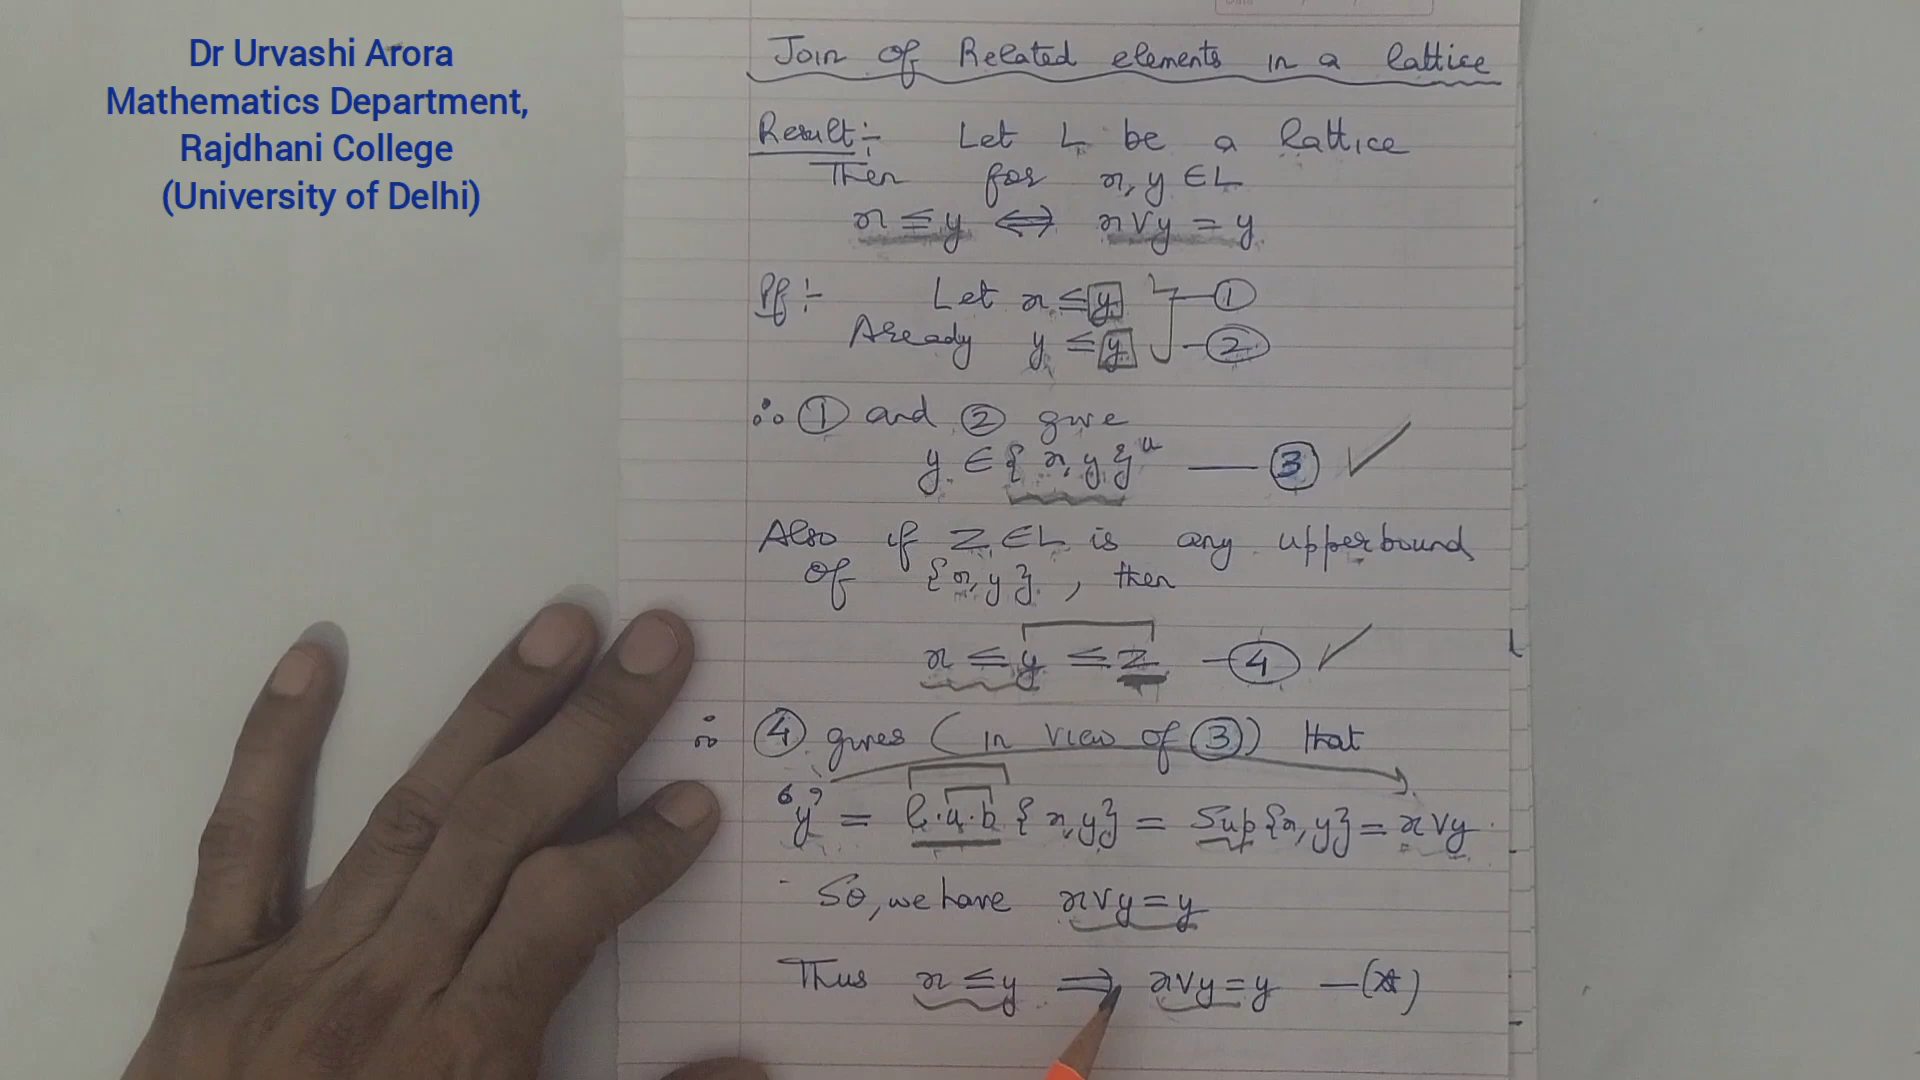 Dr Urvashi Arora
Mathematics Department,
Rajdhani College
(University of Delhi)
Join of Related elements in a lattice
Result:- Let L be a lattice
Then for x, y ∈ L
x ≤ y ⟺ x∨y = y
Pf:- Let x ≤ y —①
Already y ≤ y —②
∴ ① and ② give
y ∈ {x, y}ᵘ — ③ ✓
Also if z ∈ L is any upperbound
of {x, y}, then
x ≤ y ≤ z —④ ✓
∴ ④ gives (in view of ③) that
'y' = l.u.b {x, y} = Sup{x, y} = x∨y.
So, we have x∨y = y
Thus x ≤ y ⟹ x∨y = y —(*)